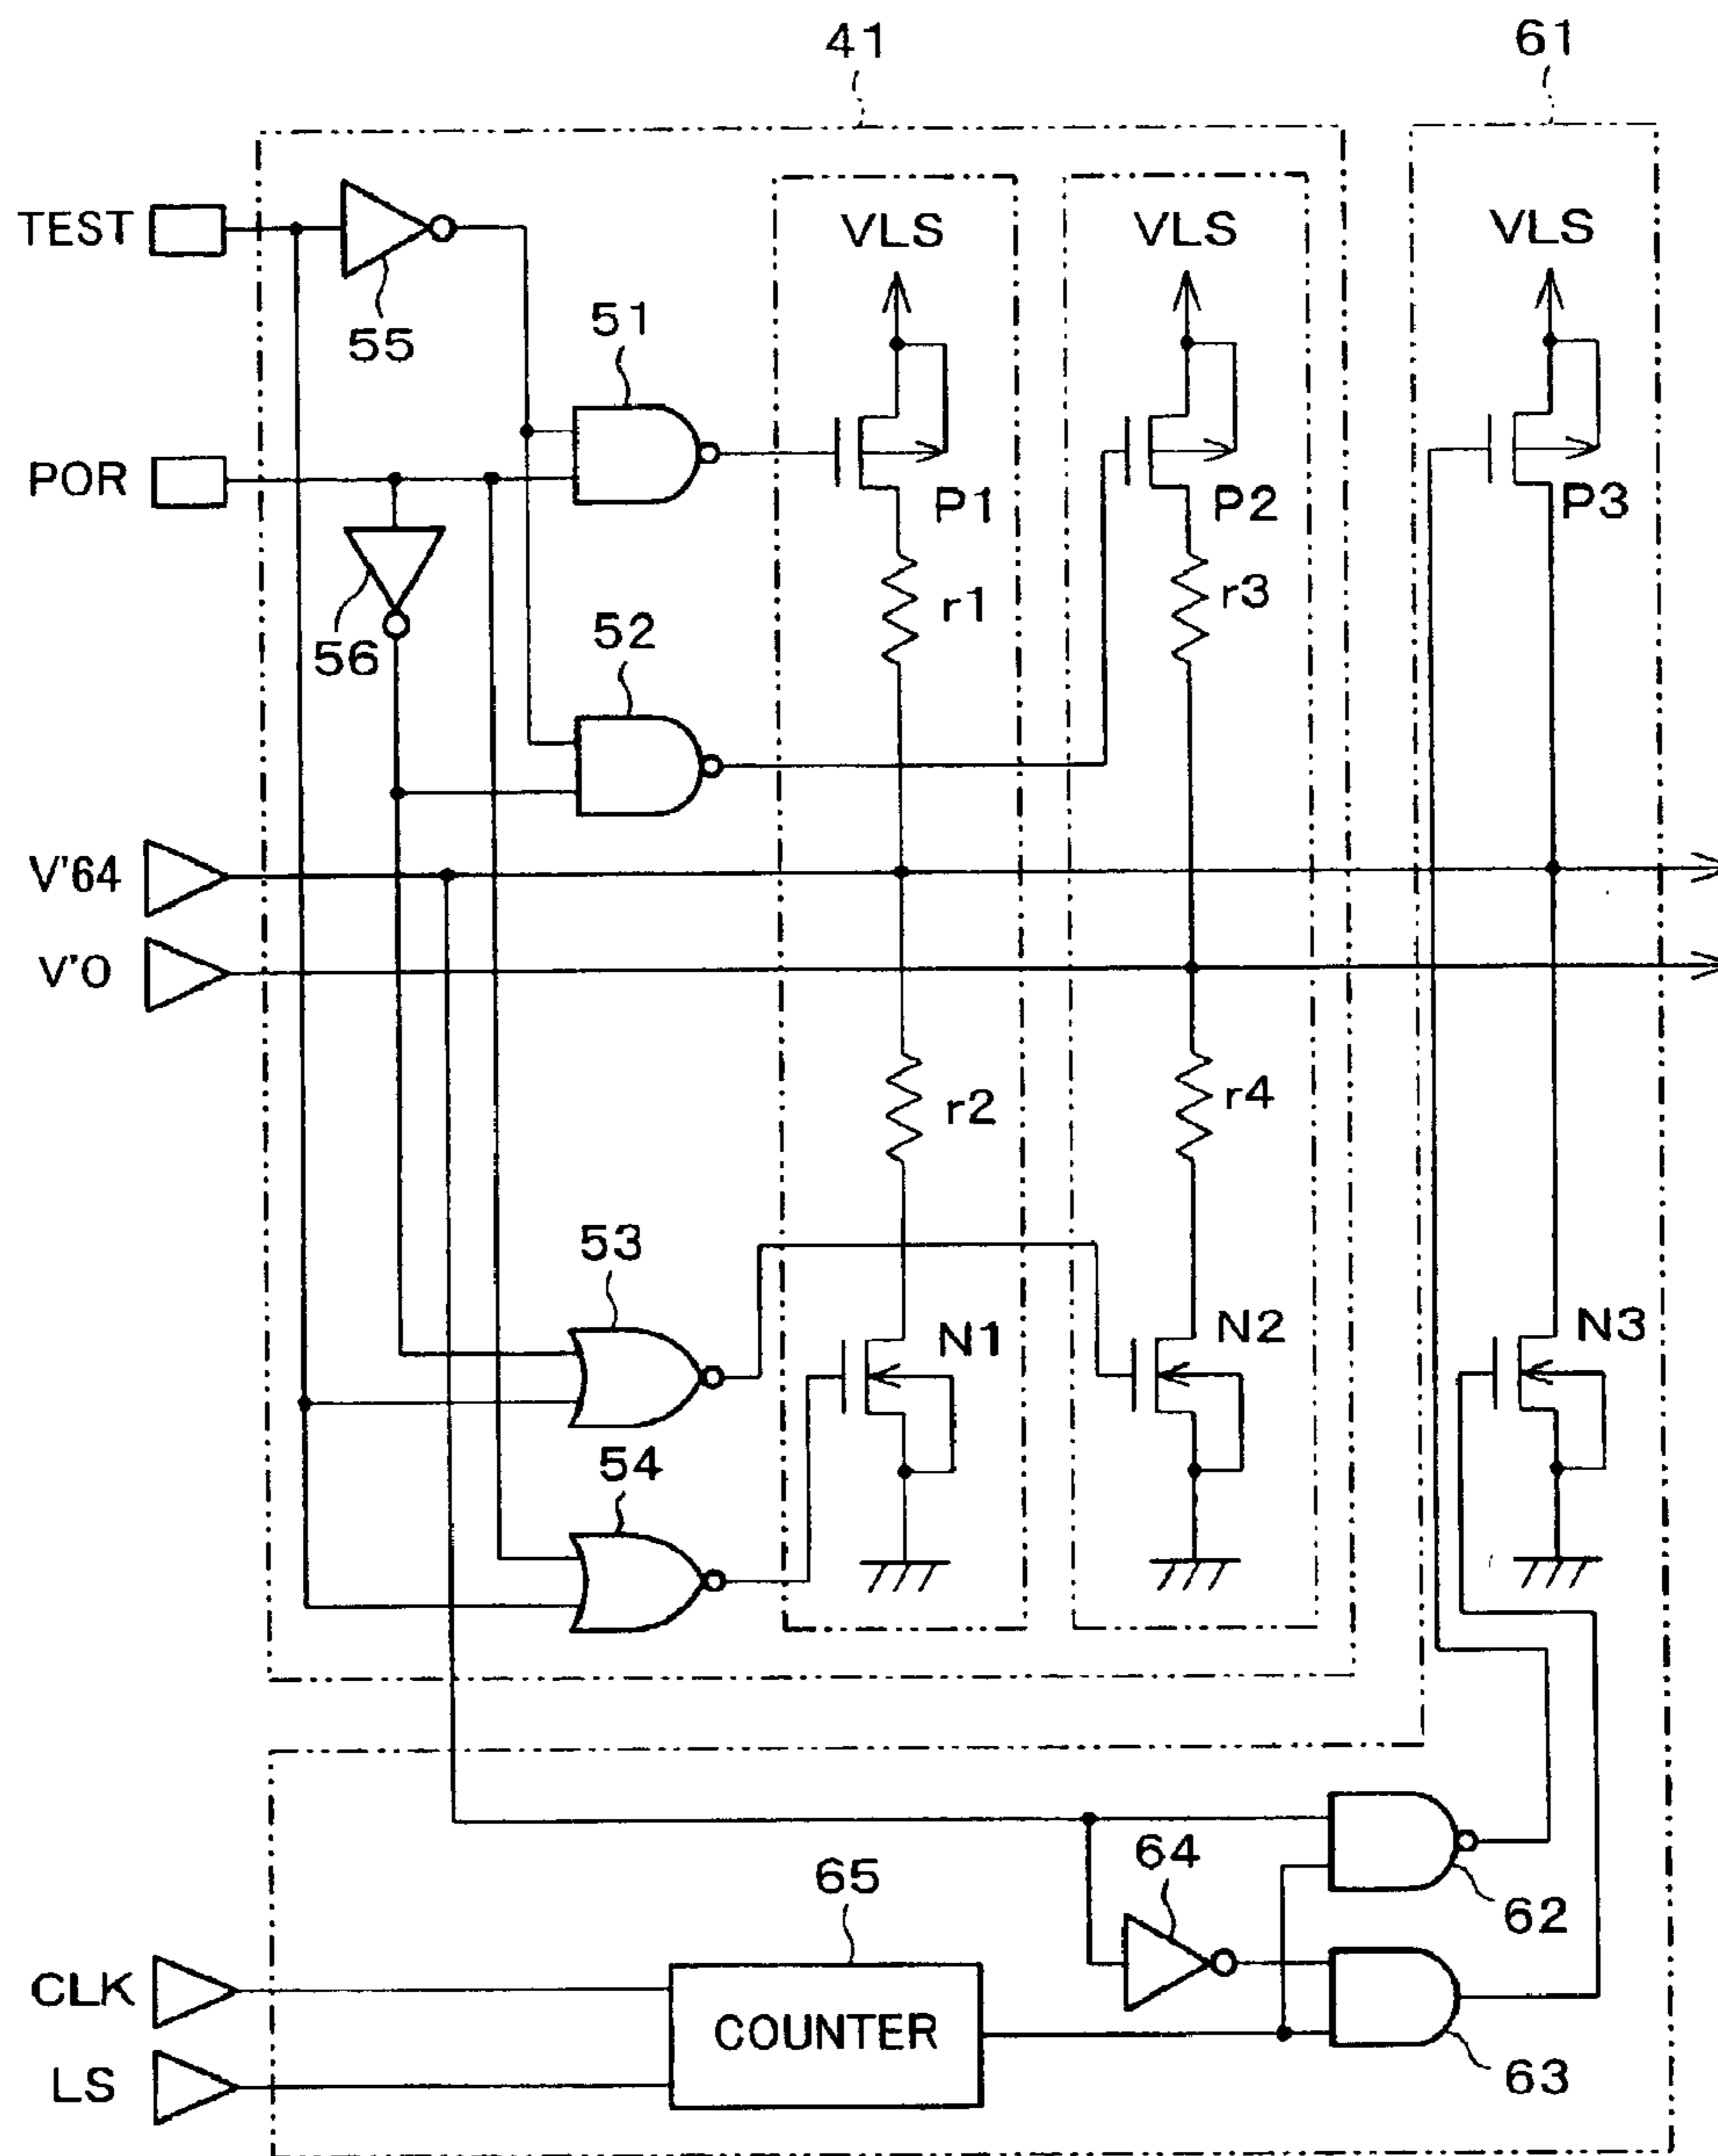 41
61
TEST
VLS
VLS
VLS
55
51
POR
P1
P2
P3
r1
r3
56
52
V'64
V'0
r2
r4
53
N1
N2
N3
54
64
65
62
CLK
COUNTER
LS
63